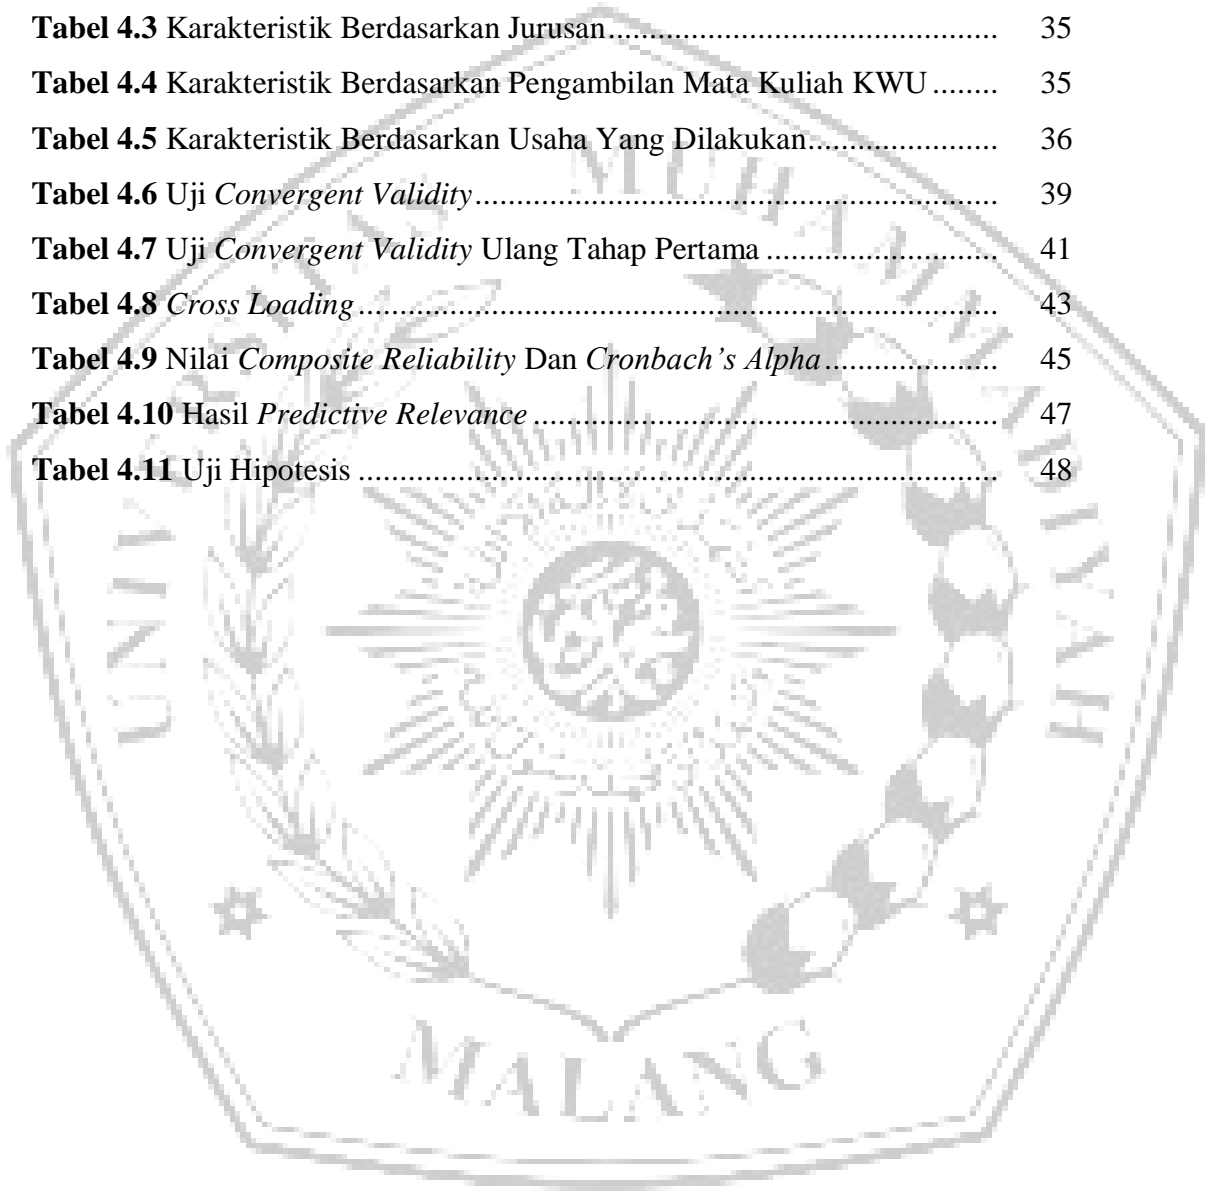 Tabel 4.3 Karakteristik Berdasarkan Jurusan................................................. 35
Tabel 4.4 Karakteristik Berdasarkan Pengambilan Mata Kuliah KWU ........ 35
Tabel 4.5 Karakteristik Berdasarkan Usaha Yang Dilakukan........................ 36
Tabel 4.6 Uji Convergent Validity.................................................................. 39
Tabel 4.7 Uji Convergent Validity Ulang Tahap Pertama ............................. 41
Tabel 4.8 Cross Loading................................................................................. 43
Tabel 4.9 Nilai Composite Reliability Dan Cronbach’s Alpha...................... 45
Tabel 4.10 Hasil Predictive Relevance ........................................................... 47
Tabel 4.11 Uji Hipotesis ................................................................................. 48
UNIVERSITAS MUHAMMADIYAH
MALANG